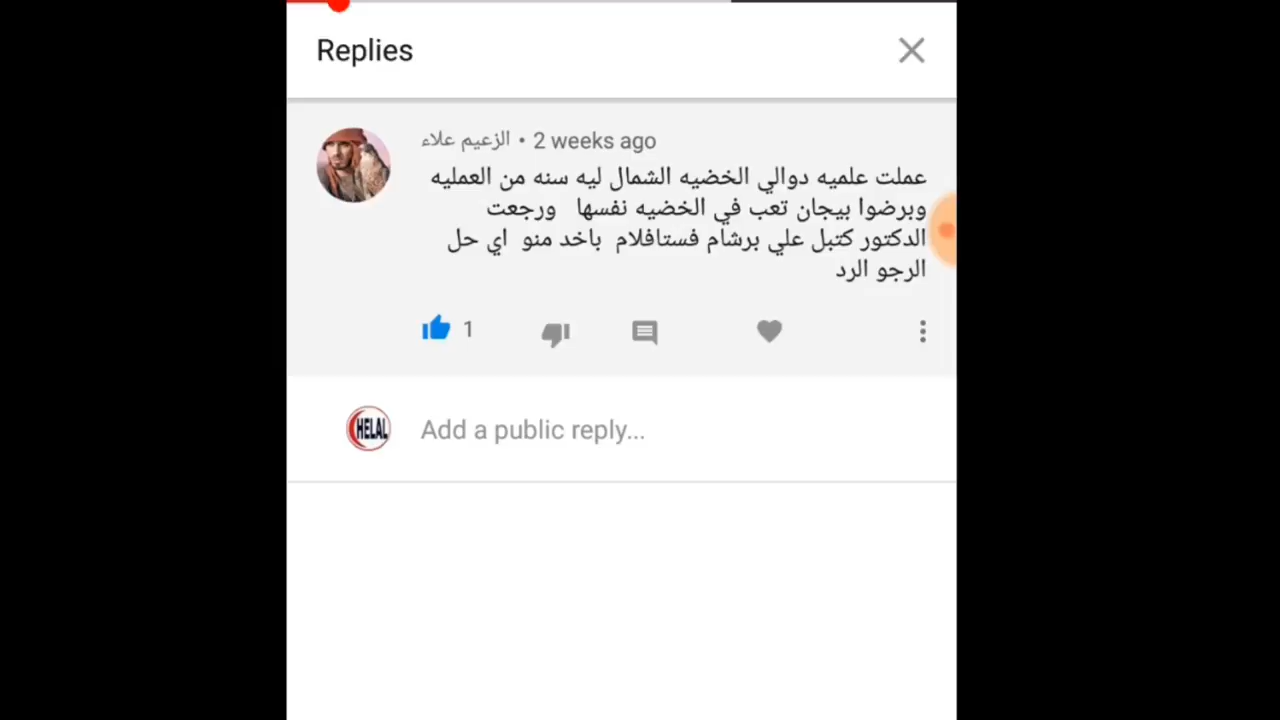 Replies
الزعيم علاء • 2 weeks ago
عملت علميه دوالي الخضيه الشمال ليه سنه من العمليه
وبرضوا بيجان تعب في الخضيه نفسها ورجعت
الدكتور كتبل علي برشام فستافلام باخد منو اي حل
الرجو الرد
1
HELAL
Add a public reply...